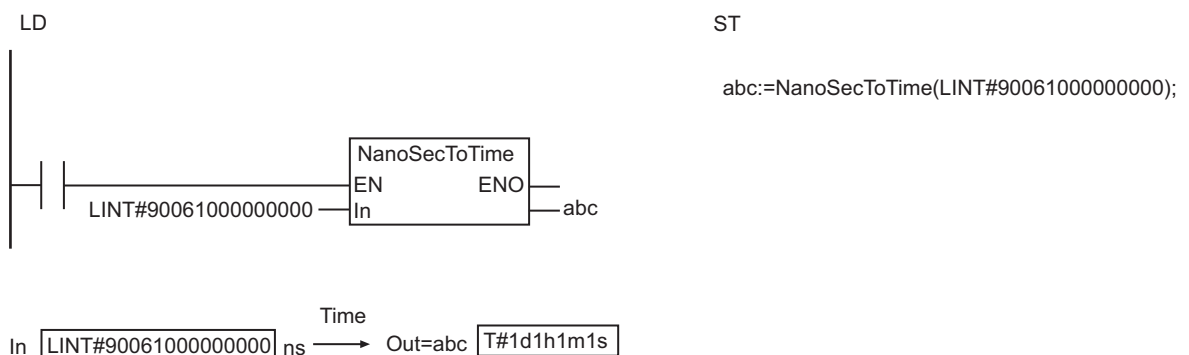 LD
ST
abc:=NanoSecToTime(LINT#90061000000000);
NanoSecToTime
EN ENO
LINT#90061000000000 In abc
Time
In LINT#90061000000000 ns Out=abc T#1d1h1m1s